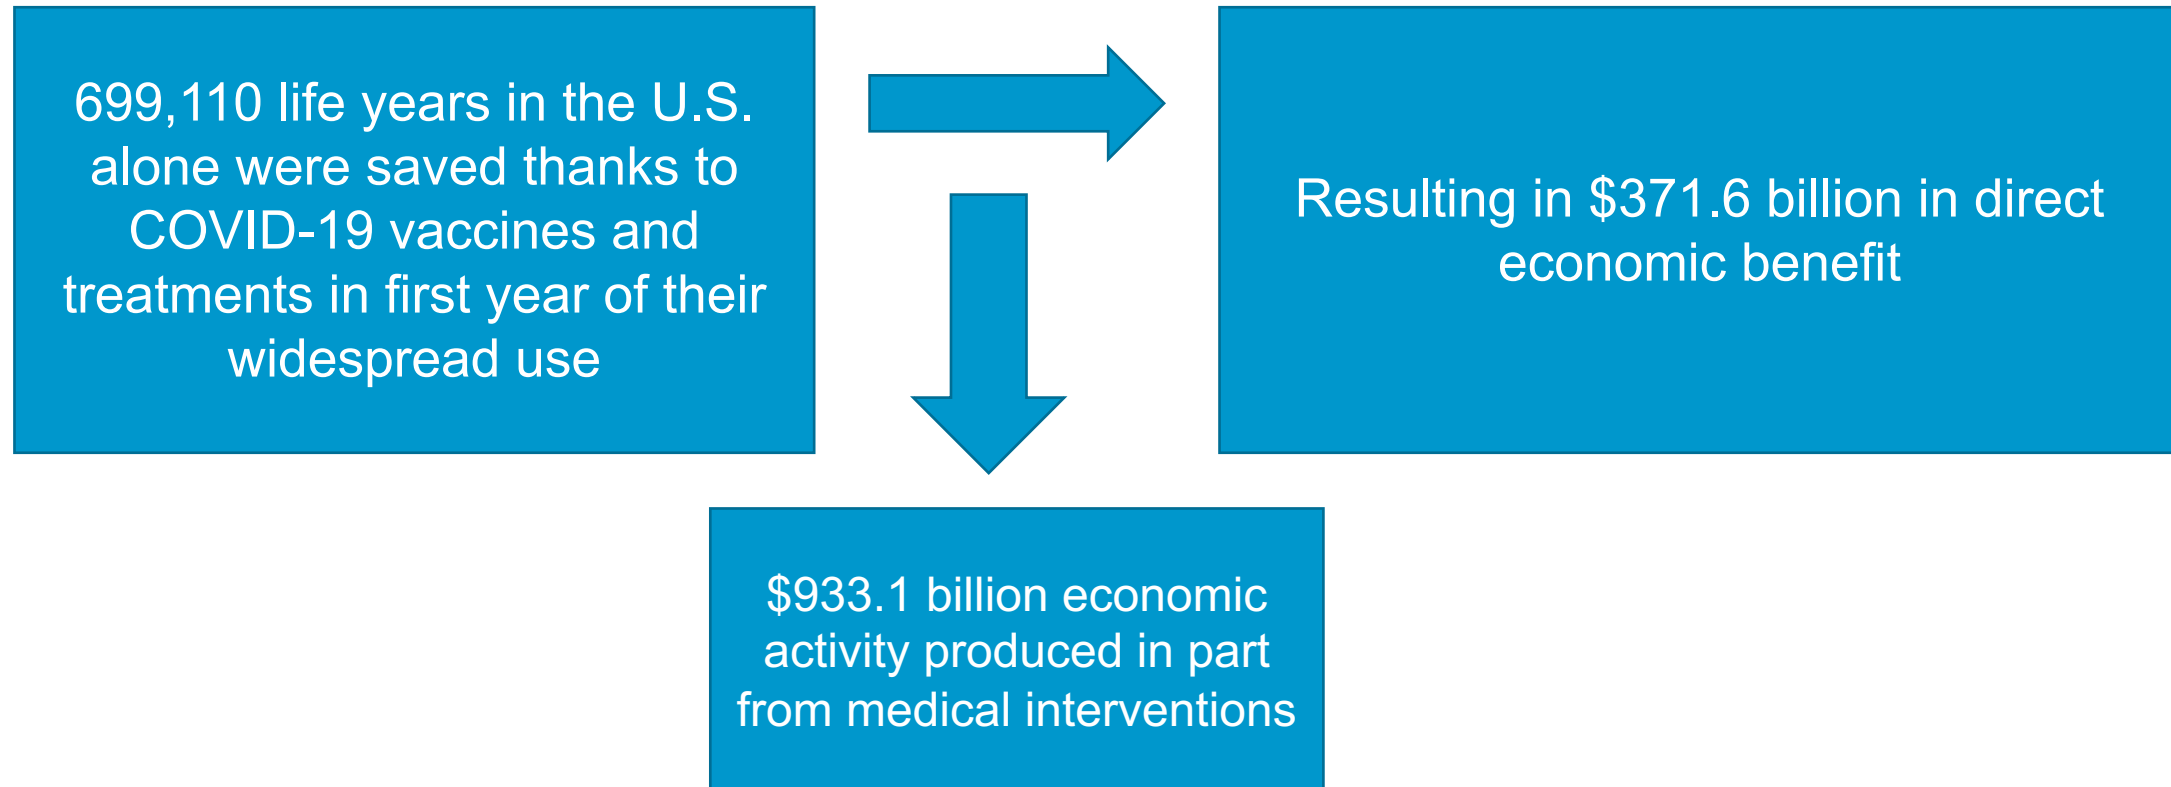 699,110 life years in the U.S.
alone were saved thanks to
COVID-19 vaccines and
treatments in first year of their
widespread use
Resulting in $371.6 billion in direct
economic benefit
$933.1 billion economic
activity produced in part
from medical interventions